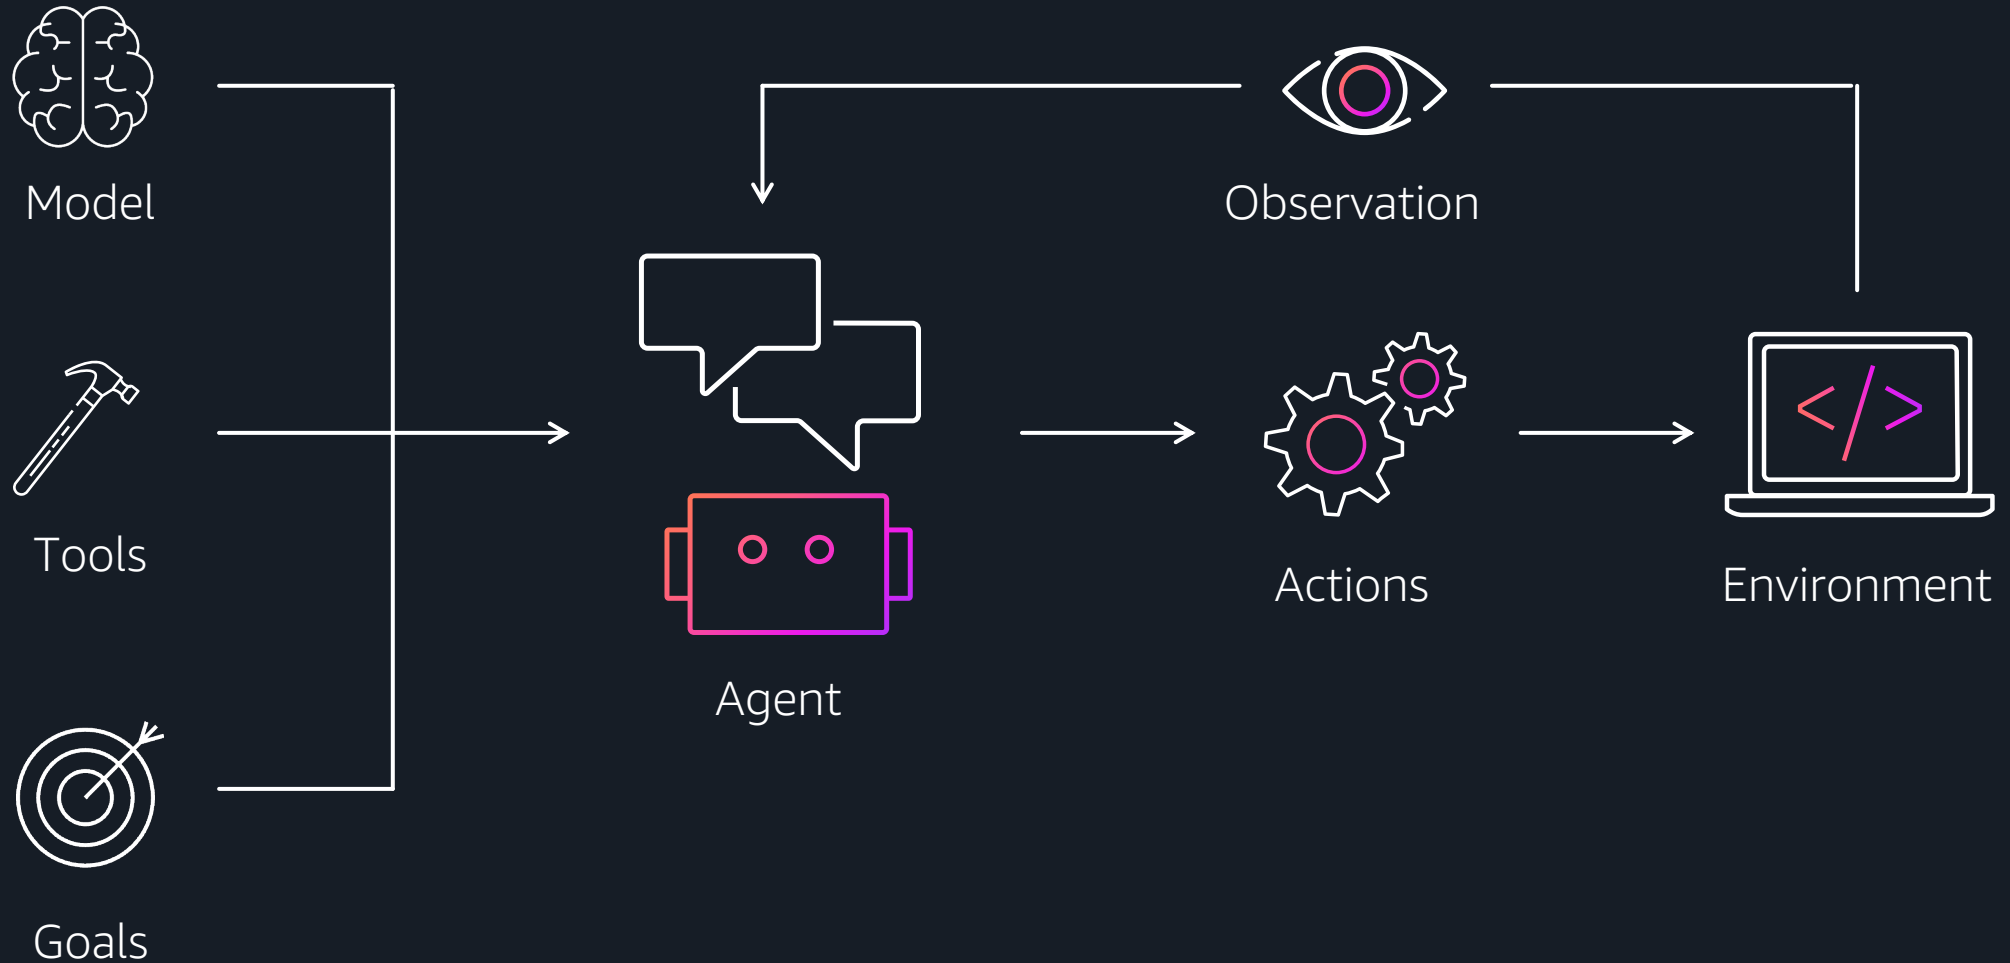 Model
Observation
Tools
Actions
Environment
</>
Agent
Goals